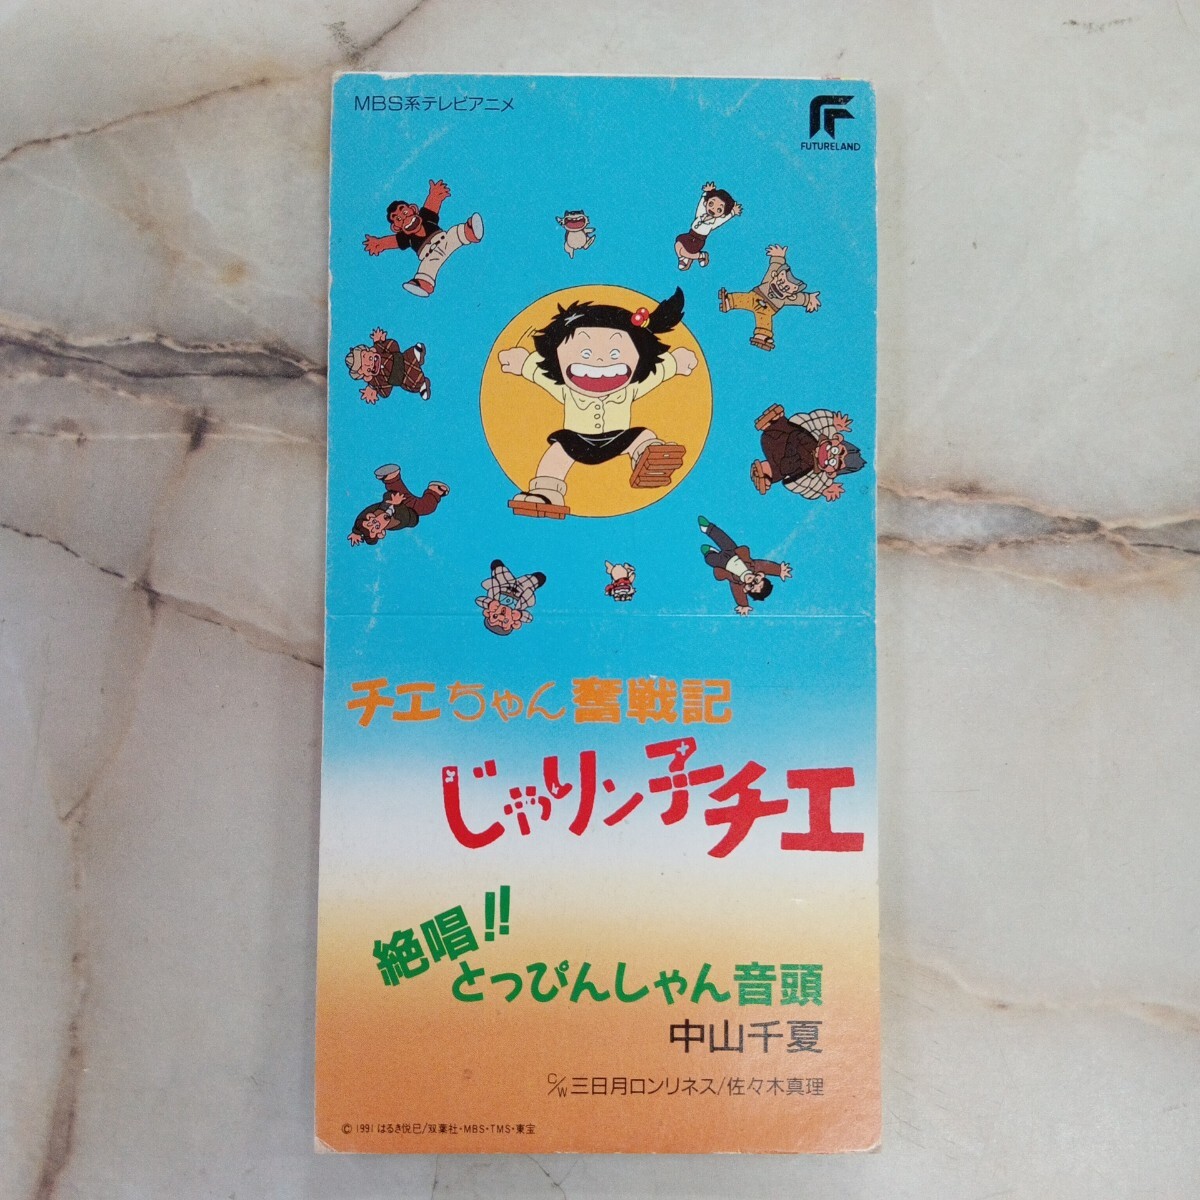 MBS系テレビアニメ
FUTURELAND
チエちゃん奮戦記
じゃリン子チエ
絶唱!!
とっぴんしゃん音頭
中山千夏
C/W 三日月ロンリネス/佐々木真理
© 1991 はるき悦巳/双葉社・MBS・TMS・東宝